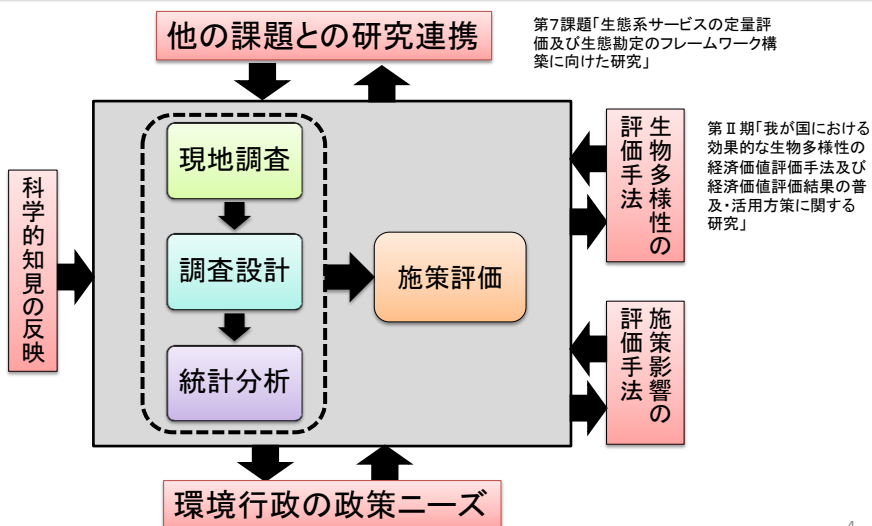 他の課題との研究連携
第7課題「生態系サービスの定量評
価及び生態勘定のフレームワーク構
築に向けた研究」
現地調査
調査設計
統計分析
施策評価
科学的知見の反映
生物多様性の
評価手法
第Ⅱ期「我が国における
効果的な生物多様性の
経済価値評価手法及び
経済価値評価結果の普
及・活用方策に関する
研究」
施策影響の
評価手法
環境行政の政策ニーズ
4